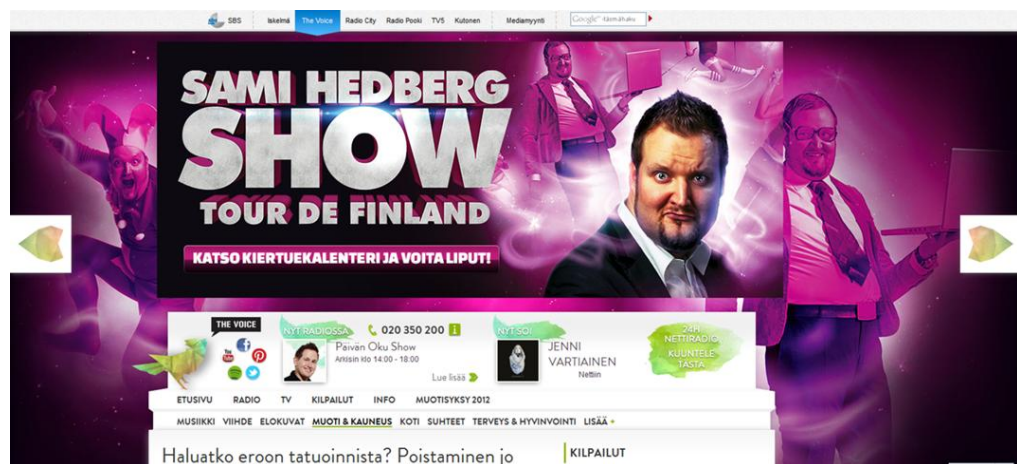 SBS Iskelmä The Voice Radio City Radio Pooki TV5 Kutonen Mediamyynti Google
SAMI HEDBERG
SHOW
TOUR DE FINLAND
KATSO KIERTUEKALENTERI JA VOITA LIPUT!
THE VOICE
You
Tube
NYT RADIOSSA
020 350 200
Päivän Oku Show
Arkisin klo 14:00 - 18:00
Lue lisää
NYT SOI
JENNI
VARTIAINEN
Nettiin
24H
NETTIRADIO
KUUNTELE
TÄSTÄ
ETUSIVU RADIO TV KILPAILUT INFO MUOTISYKSY 2012
MUSIIKKI VIIHDE ELOKUVAT MUOTI & KAUNEUS KOTI SUHTEET TERVEYS & HYVINVOINTI LISÄÄ +
Haluatko eroon tatuoinnista? Poistaminen jo
KILPAILUT